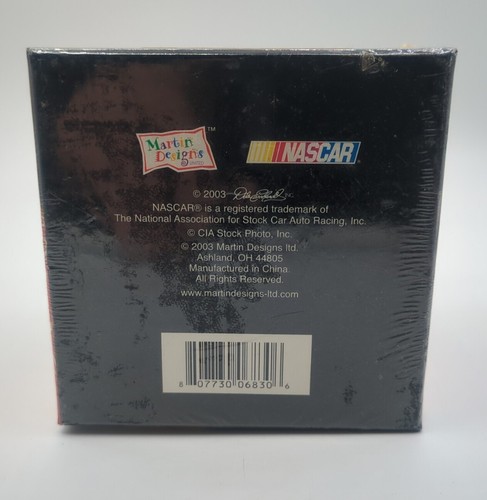 Martin
Designs
™
NASCAR
© 2003
NASCAR® is a registered trademark of
The National Association for Stock Car Auto Racing, Inc.
© CIA Stock Photo, Inc.
© 2003 Martin Designs ltd.
Ashland, OH 44805
Manufactured in China
All Rights Reserved.
www.martindesigns-ltd.com
8 07730 06830 6